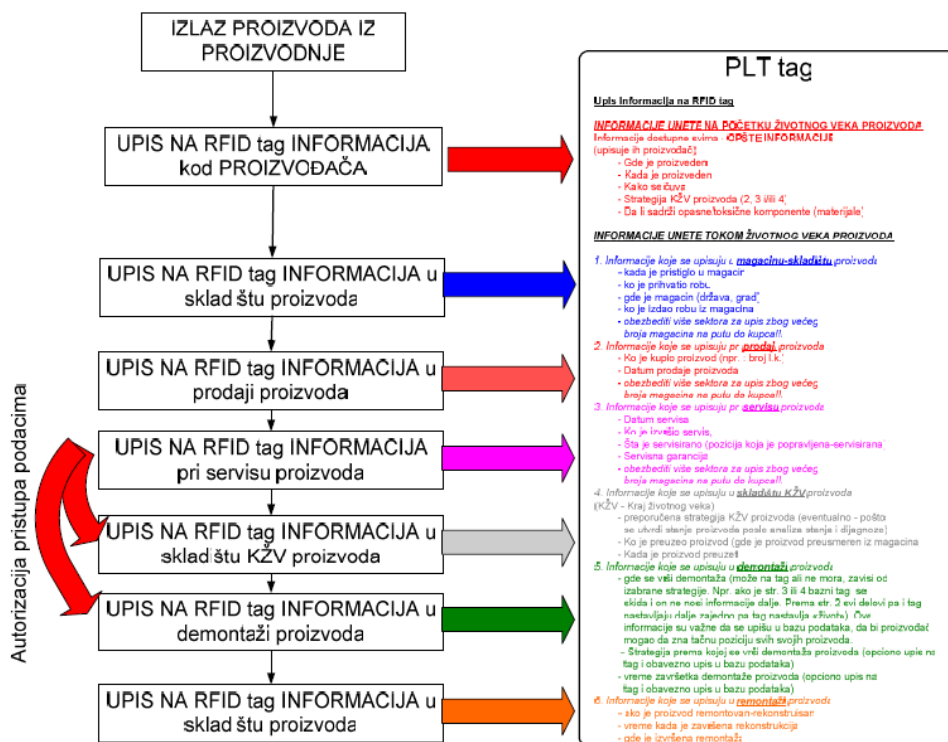 IZLAZ PROIZVODA IZ
PROIZVODNJE
UPIS NA RFID tag INFORMACIJA
kod PROIZVOĐAČA
UPIS NA RFID tag INFORMACIJA u
sklad štu proizvoda
UPIS NA RFID tag INFORMACIJA u
prodaji proizvoda
UPIS NA RFID tag INFORMACIJA
pri servisu proizvoda
UPIS NA RFID tag INFORMACIJA u
sklad štu KŽV proizvoda
UPIS NA RFID tag INFORMACIJA u
demontaži proizvoda
UPIS NA RFID tag INFORMACIJA u
sklad štu proizvoda
Autorizacija pristupa podacima
PLT tag
Upis Informacija na RFID tag
INFORMACIJE UNETE NA POČETKU ŽIVOTNOG VEKA PROIZVODA
Informacije dostupne svima - OPŠTE INFORMACIJE
(upisuje ih proizvođač)
- Gde je proizveden
- Kada je proizveden
- Kako se čuva
- Strategija KŽV proizvoda (2, 3 i/ili 4)
- Da li sadrži opasne/toksične komponente (materijale)
INFORMACIJE UNETE TOKOM ŽIVOTNOG VEKA PROIZVODA
1. Informacije koje se upisuju u magacinu-skladištu proizvoda
- kada je pristiglo u magacin
- ko je prihvatio robu
- gde je magacin (država, grad)
- ko je izdao robu iz magacina
- obezbediti više sektora za upis zbog većeg
broja magacina na putu do kupca!!
2. Informacije koje se upisuju pr prodaji proizvoda
- Ko je kupio proizvod (npr. : broj l.k.)
- Datum prodaje proizvoda
- obezbediti više sektora za upis zbog većeg
broja magacina na putu do kupca!!
3. Informacije koje se upisuju pr servisu proizvoda
- Datum servisa
- Ko je izvršio servis,
- Šta je servisirano (pozicija koja je popravljena-servisirana)
- Servisna garancija
- obezbediti više sektora za upis zbog većeg
broja magacina na putu do kupca!!
4. Informacije koje se upisuju u skladištu KŽV proizvoda
(KŽV - Kraj životnog veka)
- preporučena strategija KŽV proizvoda (eventualno - pošto
se utvrdi stanje proizvoda posle analize stanja i dijagnoze)
- Ko je preuzeo proizvod (gde je proizvod preusmeren iz magacina
- Kada je proizvod preuzet
5. Informacije koje se upisuju u demontaži proizvoda
- gde se vrši demontaža (može na tag ali ne mora, zavisi od
izabrane strategije. Npr. ako je str. 3 ili 4 bazni tag se
skida i on ne nosi informacije dalje. Prema str. 2 svi delovi pa i tag
nastavljaju dalje zajedno pa tag nastavlja "život"). Ove
informacije su važne da se upišu u bazu podataka, da bi proizvođač
mogao da zna tačnu poziciju svih svojih proizvoda.
- Strategija prema kojoj se vrši demontaža proizvoda (opciono upis na
tag i obavezno upis u bazu podataka)
- vreme završetka demontaže proizvoda (opciono upis na
tag i obavezno upis u bazu podataka)
6. Informacije koje se upisuju u remontaži proizvoda
- ako je proizvod remontovan-rekonstruisan
- vreme kada je završena rekonstrukcija
- gde je izvršena remontaža